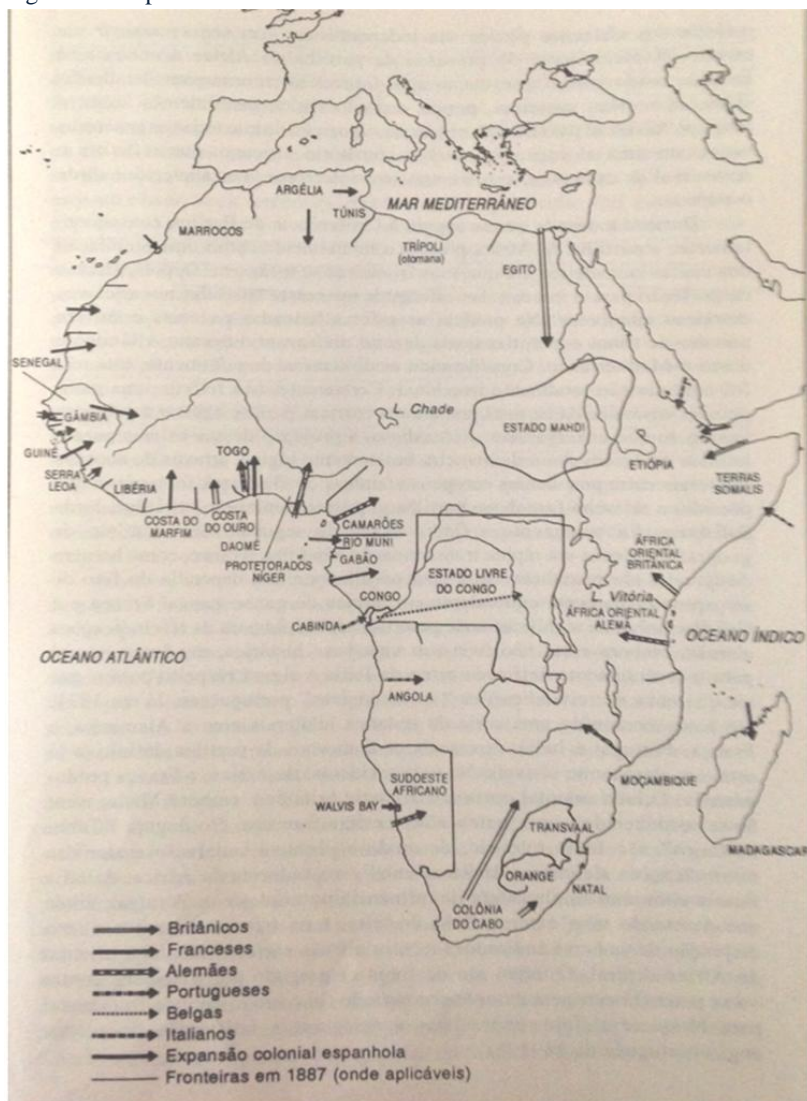 ARGÉLIA
TÚNIS
MAR MEDITERRÂNEO
MARROCOS
TRÍPOLI
(otomana)
EGITO
SENEGAL
GÂMBIA
L. Chade
ESTADO MAHDI
GUINÉ
TOGO
ETIÓPIA
SERRA
LEOA
LIBÉRIA
TERRAS
SOMALIS
COSTA DO
MARFIM
COSTA
DO OURO
CAMARÕES
DAOMÉ
RIO MUNI
PROTETORADOS
NÍGER
GABÃO
ÁFRICA
ORIENTAL
BRITÂNICA
CONGO
ESTADO LIVRE
DO CONGO
L. Vitória
ÁFRICA
ORIENTAL
ALEMÃ
CABINDA
OCEANO ÍNDICO
OCEANO ATLÂNTICO
ANGOLA
MOÇAMBIQUE
SUDOESTE
AFRICANO
WALVIS BAY
TRANSVAAL
MADAGASCAR
ORANGE
NATAL
COLÔNIA
DO CABO
Britânicos
Franceses
Alemães
Portugueses
Belgas
Italianos
Expansão colonial espanhola
Fronteiras em 1887 (onde aplicáveis)